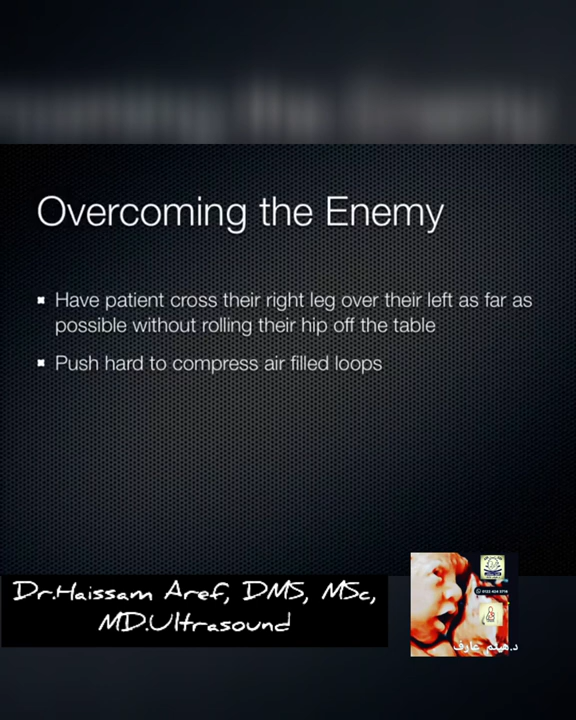 Overcoming the Enemy
Have patient cross their right leg over their left as far as
possible without rolling their hip off the table
Push hard to compress air filled loops
Dr.Haissam Aref, DMS, MSc,
MD.Ultrasound
د.هيثم عارف